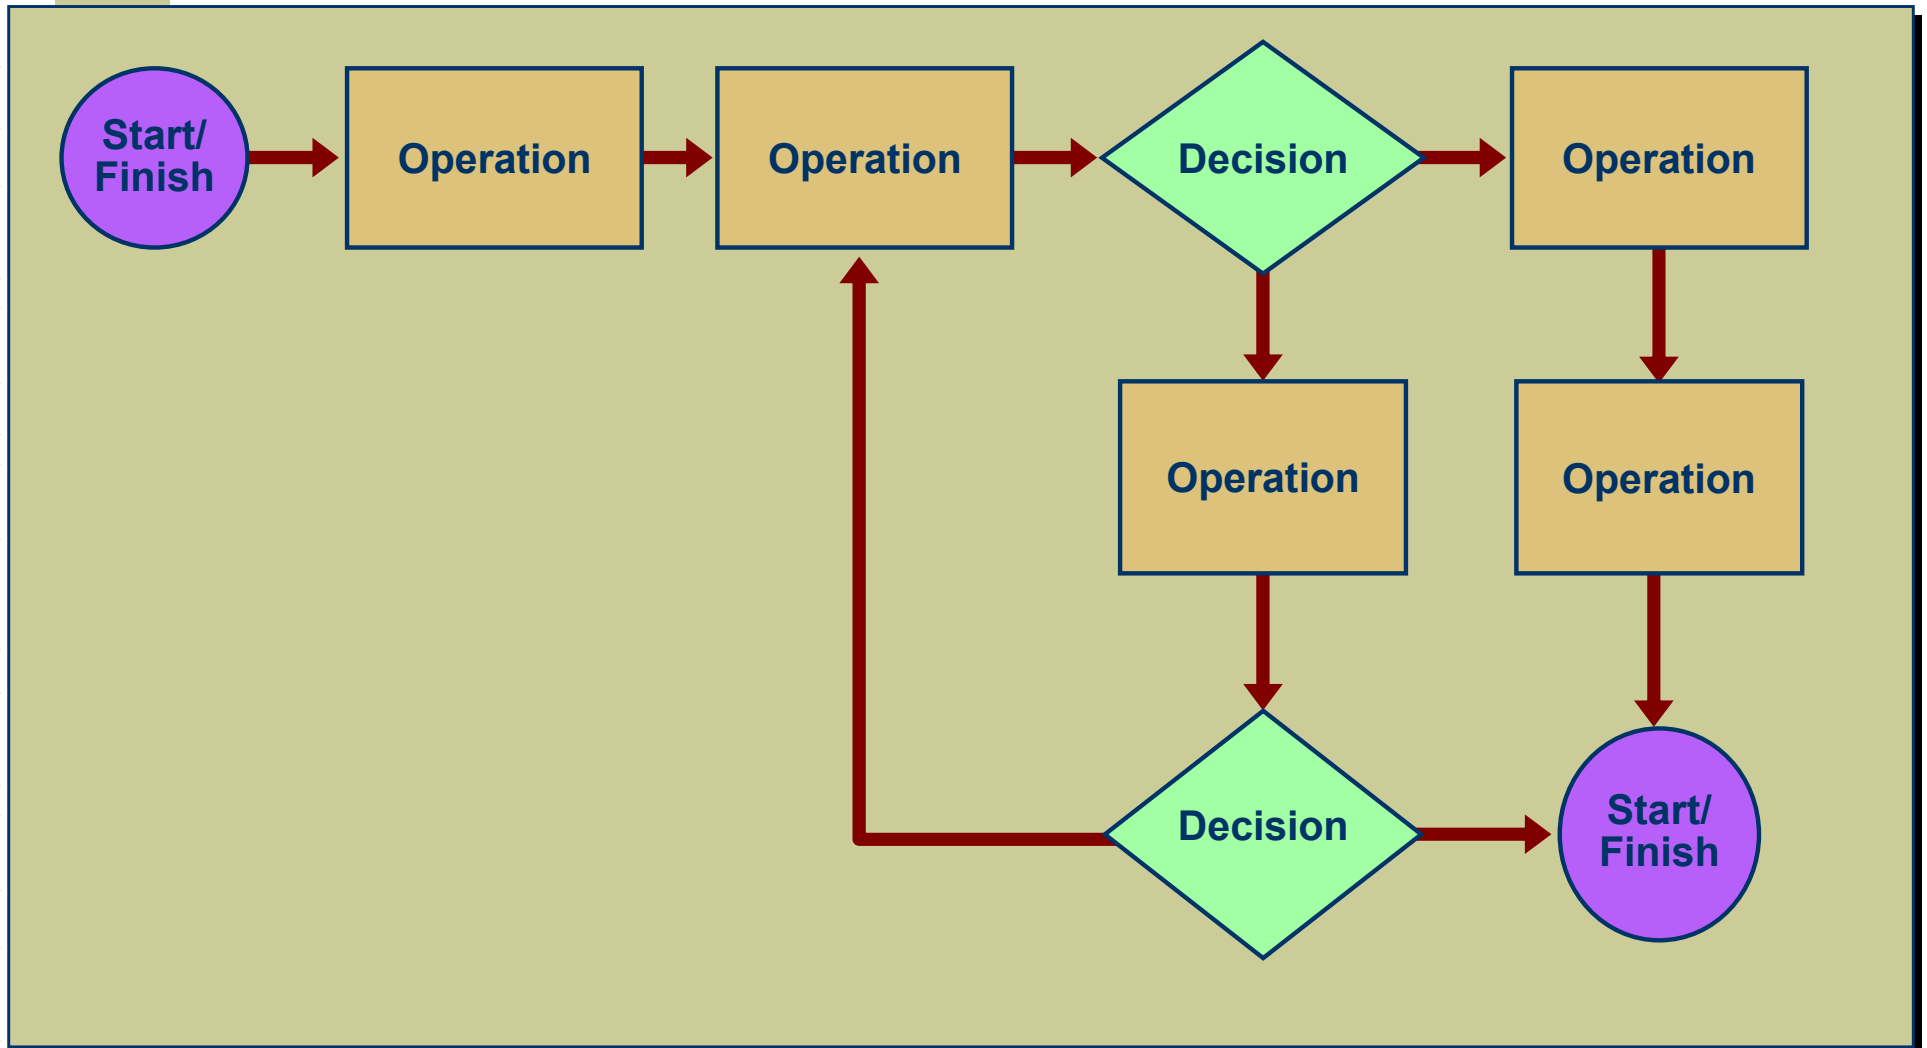 Start/
Finish
Operation
Operation
Decision
Operation
Operation
Operation
Decision
Start/
Finish